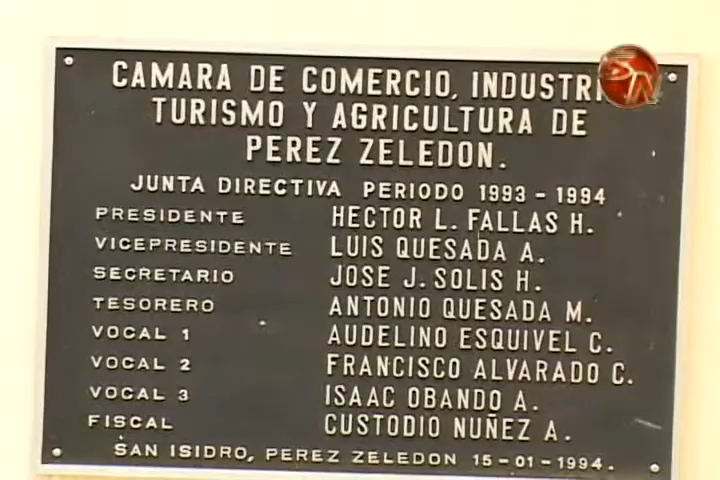 CAMARA DE COMERCIO, INDUSTRI
TURISMO Y AGRICULTURA DE
PEREZ ZELEDON.
JUNTA DIRECTIVA PERIODO 1993 - 1994
PRESIDENTE HECTOR L. FALLAS H.
VICEPRESIDENTE LUIS QUESADA A.
SECRETARIO JOSE J. SOLIS H.
TESORERO ANTONIO QUESADA M.
VOCAL 1 AUDELINO ESQUIVEL C.
VOCAL 2 FRANCISCO ALVARADO C.
VOCAL 3 ISAAC OBANDO A.
FISCAL CUSTODIO NUÑEZ A.
SAN ISIDRO, PEREZ ZELEDON 15-01-1994.